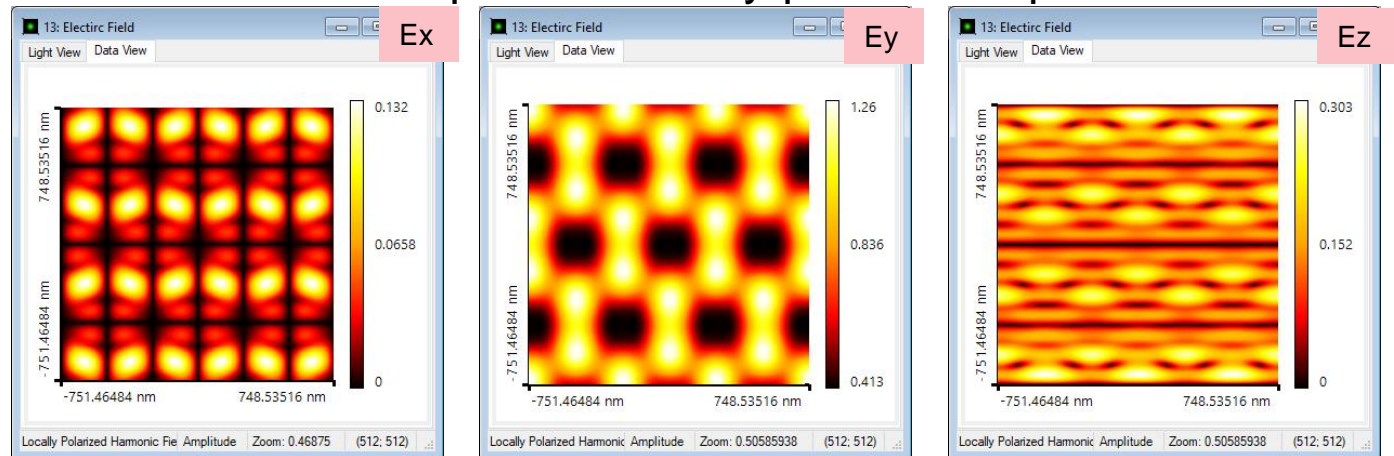 13: Electirc Field
Ex
Light View Data View
0.132
0.0658
0
748.53516 nm
-751.46484 nm
-751.46484 nm 748.53516 nm
Locally Polarized Harmonic Fie Amplitude Zoom: 0.46875 (512; 512)
13: Electirc Field
Ey
Light View Data View
1.26
0.836
0.413
748.53516 nm
-751.46484 nm
-751.46484 nm 748.53516 nm
Locally Polarized Harmonic Amplitude Zoom: 0.50585938 (512; 512)
13: Electirc Field
Ez
Light View Data View
0.303
0.152
0
748.53516 nm
-751.46484 nm
-751.46484 nm 748.53516 nm
Locally Polarized Harmonic Amplitude Zoom: 0.50585938 (512; 512)